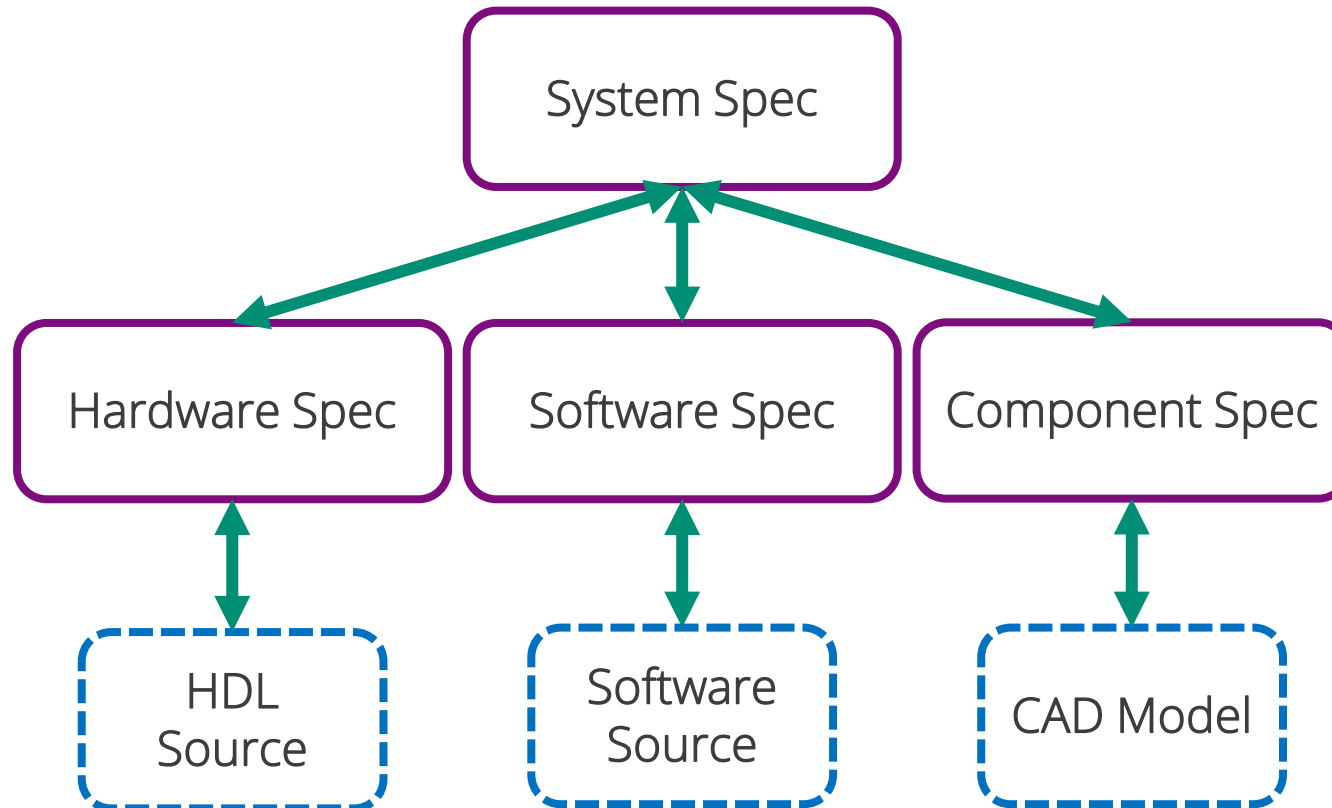 System Spec
Hardware Spec
Software Spec
Component Spec
HDL
Source
Software
Source
CAD Model